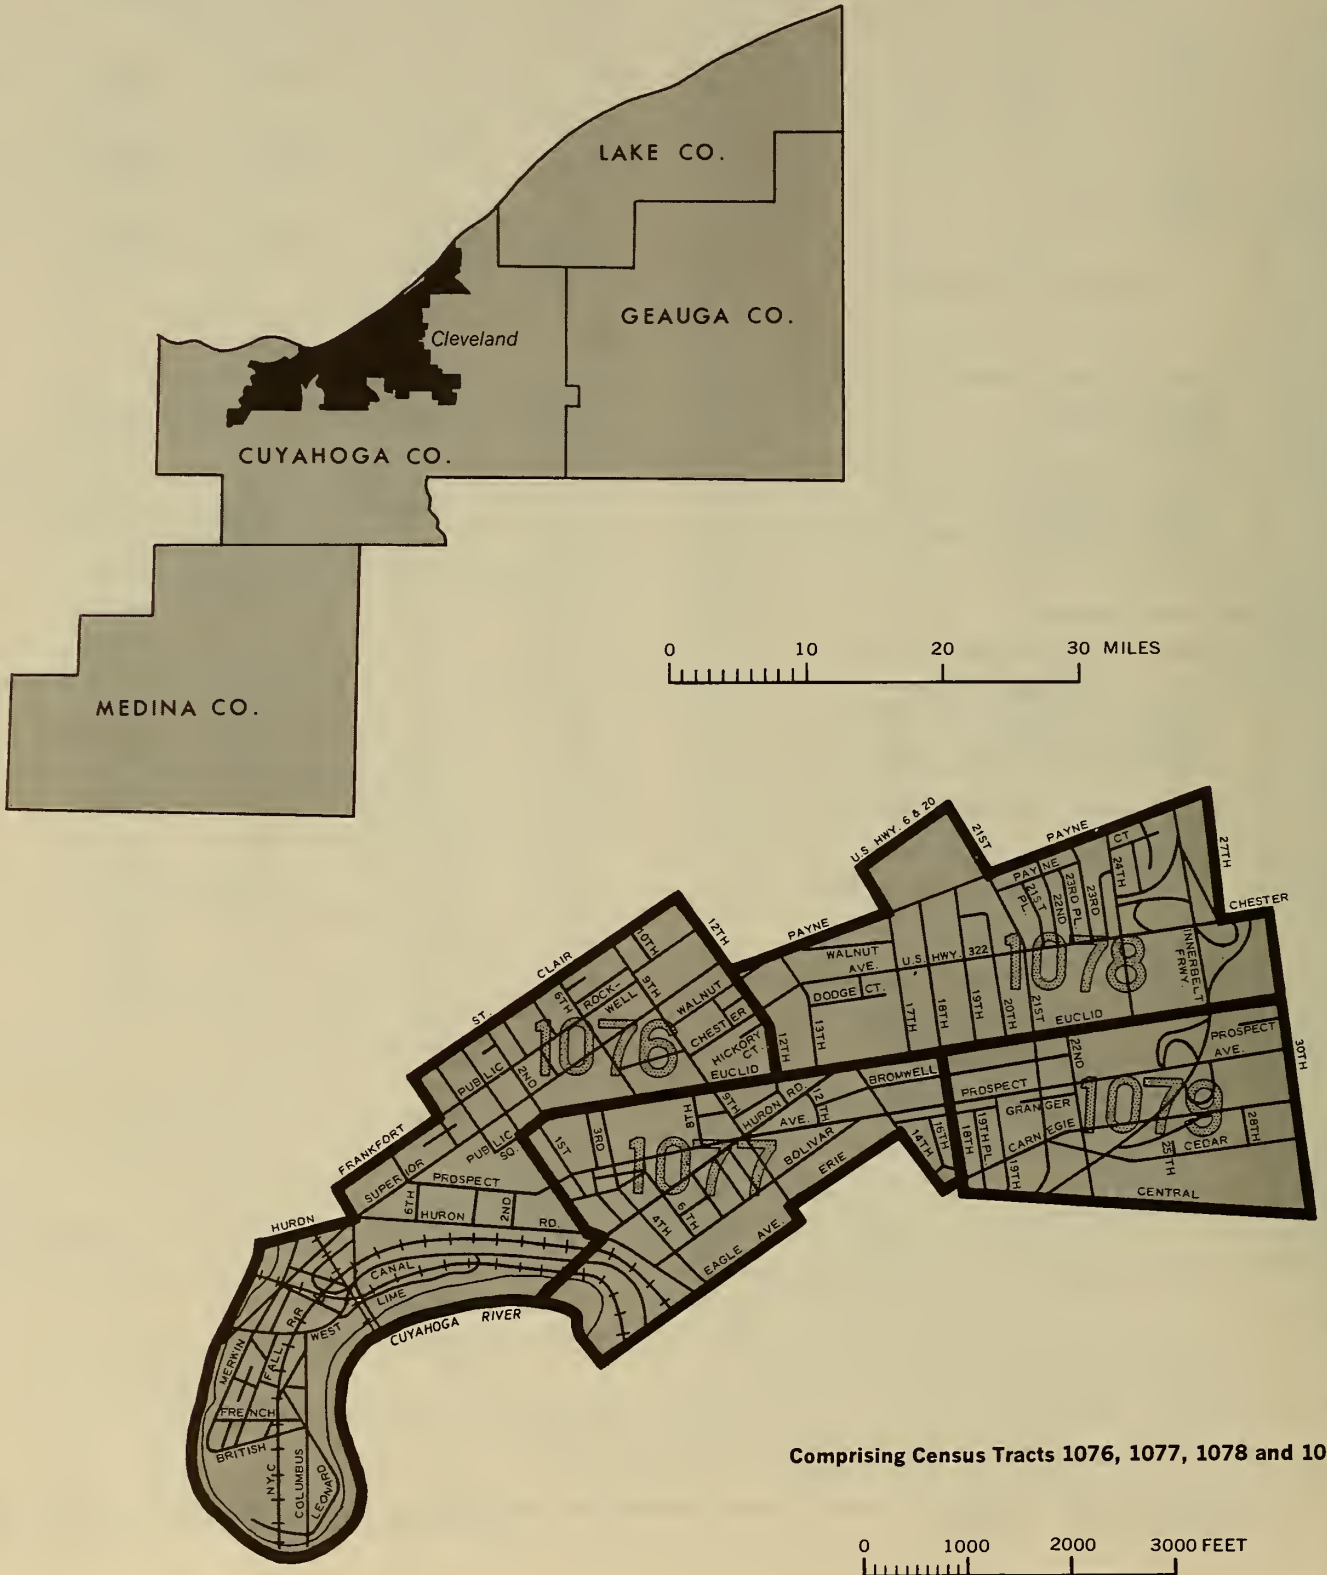 LAKE CO.
GEAUGA CO.
Cleveland
CUYAHOGA CO.
MEDINA CO.
0 10 20 30 MILES
U.S HWY. 6 & 20
21ST
PAYNE
CT
27TH
PAYNE
24TH
21ST PL.
22ND
23RD PL.
23RD
CHESTER
12TH
PAYNE
WALNUT AVE.
U.S. HWY. 322
1078
INNERBELT FRWY.
10TH
ST. CLAIR
6TH
ROCK-
WELL
9TH
WALNUT
DODGE CT.
13TH
17TH
18TH
19TH
20TH
21ST
EUCLID
1076
CHESTER
HICKORY CT.
12TH
PUBLIC
2ND
EUCLID
22ND
PROSPECT AVE.
30TH
BROMWELL
PROSPECT
GRANGER
1079
FRANKFORT
SUPERIOR
PUBLIC SQ.
1ST
3RD
8TH
9TH
HURON RD.
12TH
AVE.
1077
BOLIVAR
ERIE
14TH
16TH
18TH
19TH PL.
19TH
CARNEGIE
25TH
CEDAR
28TH
CENTRAL
PROSPECT
6TH
HURON RD.
2ND
4TH
6TH
EAGLE AVE.
HURON
CANAL
LIME
CUYAHOGA RIVER
R.R
WEST
MERWIN
FALL
FRENCH
BRITISH
NYC
COLUMBUS
LEONARD
Comprising Census Tracts 1076, 1077, 1078 and 10
0 1000 2000 3000 FEET